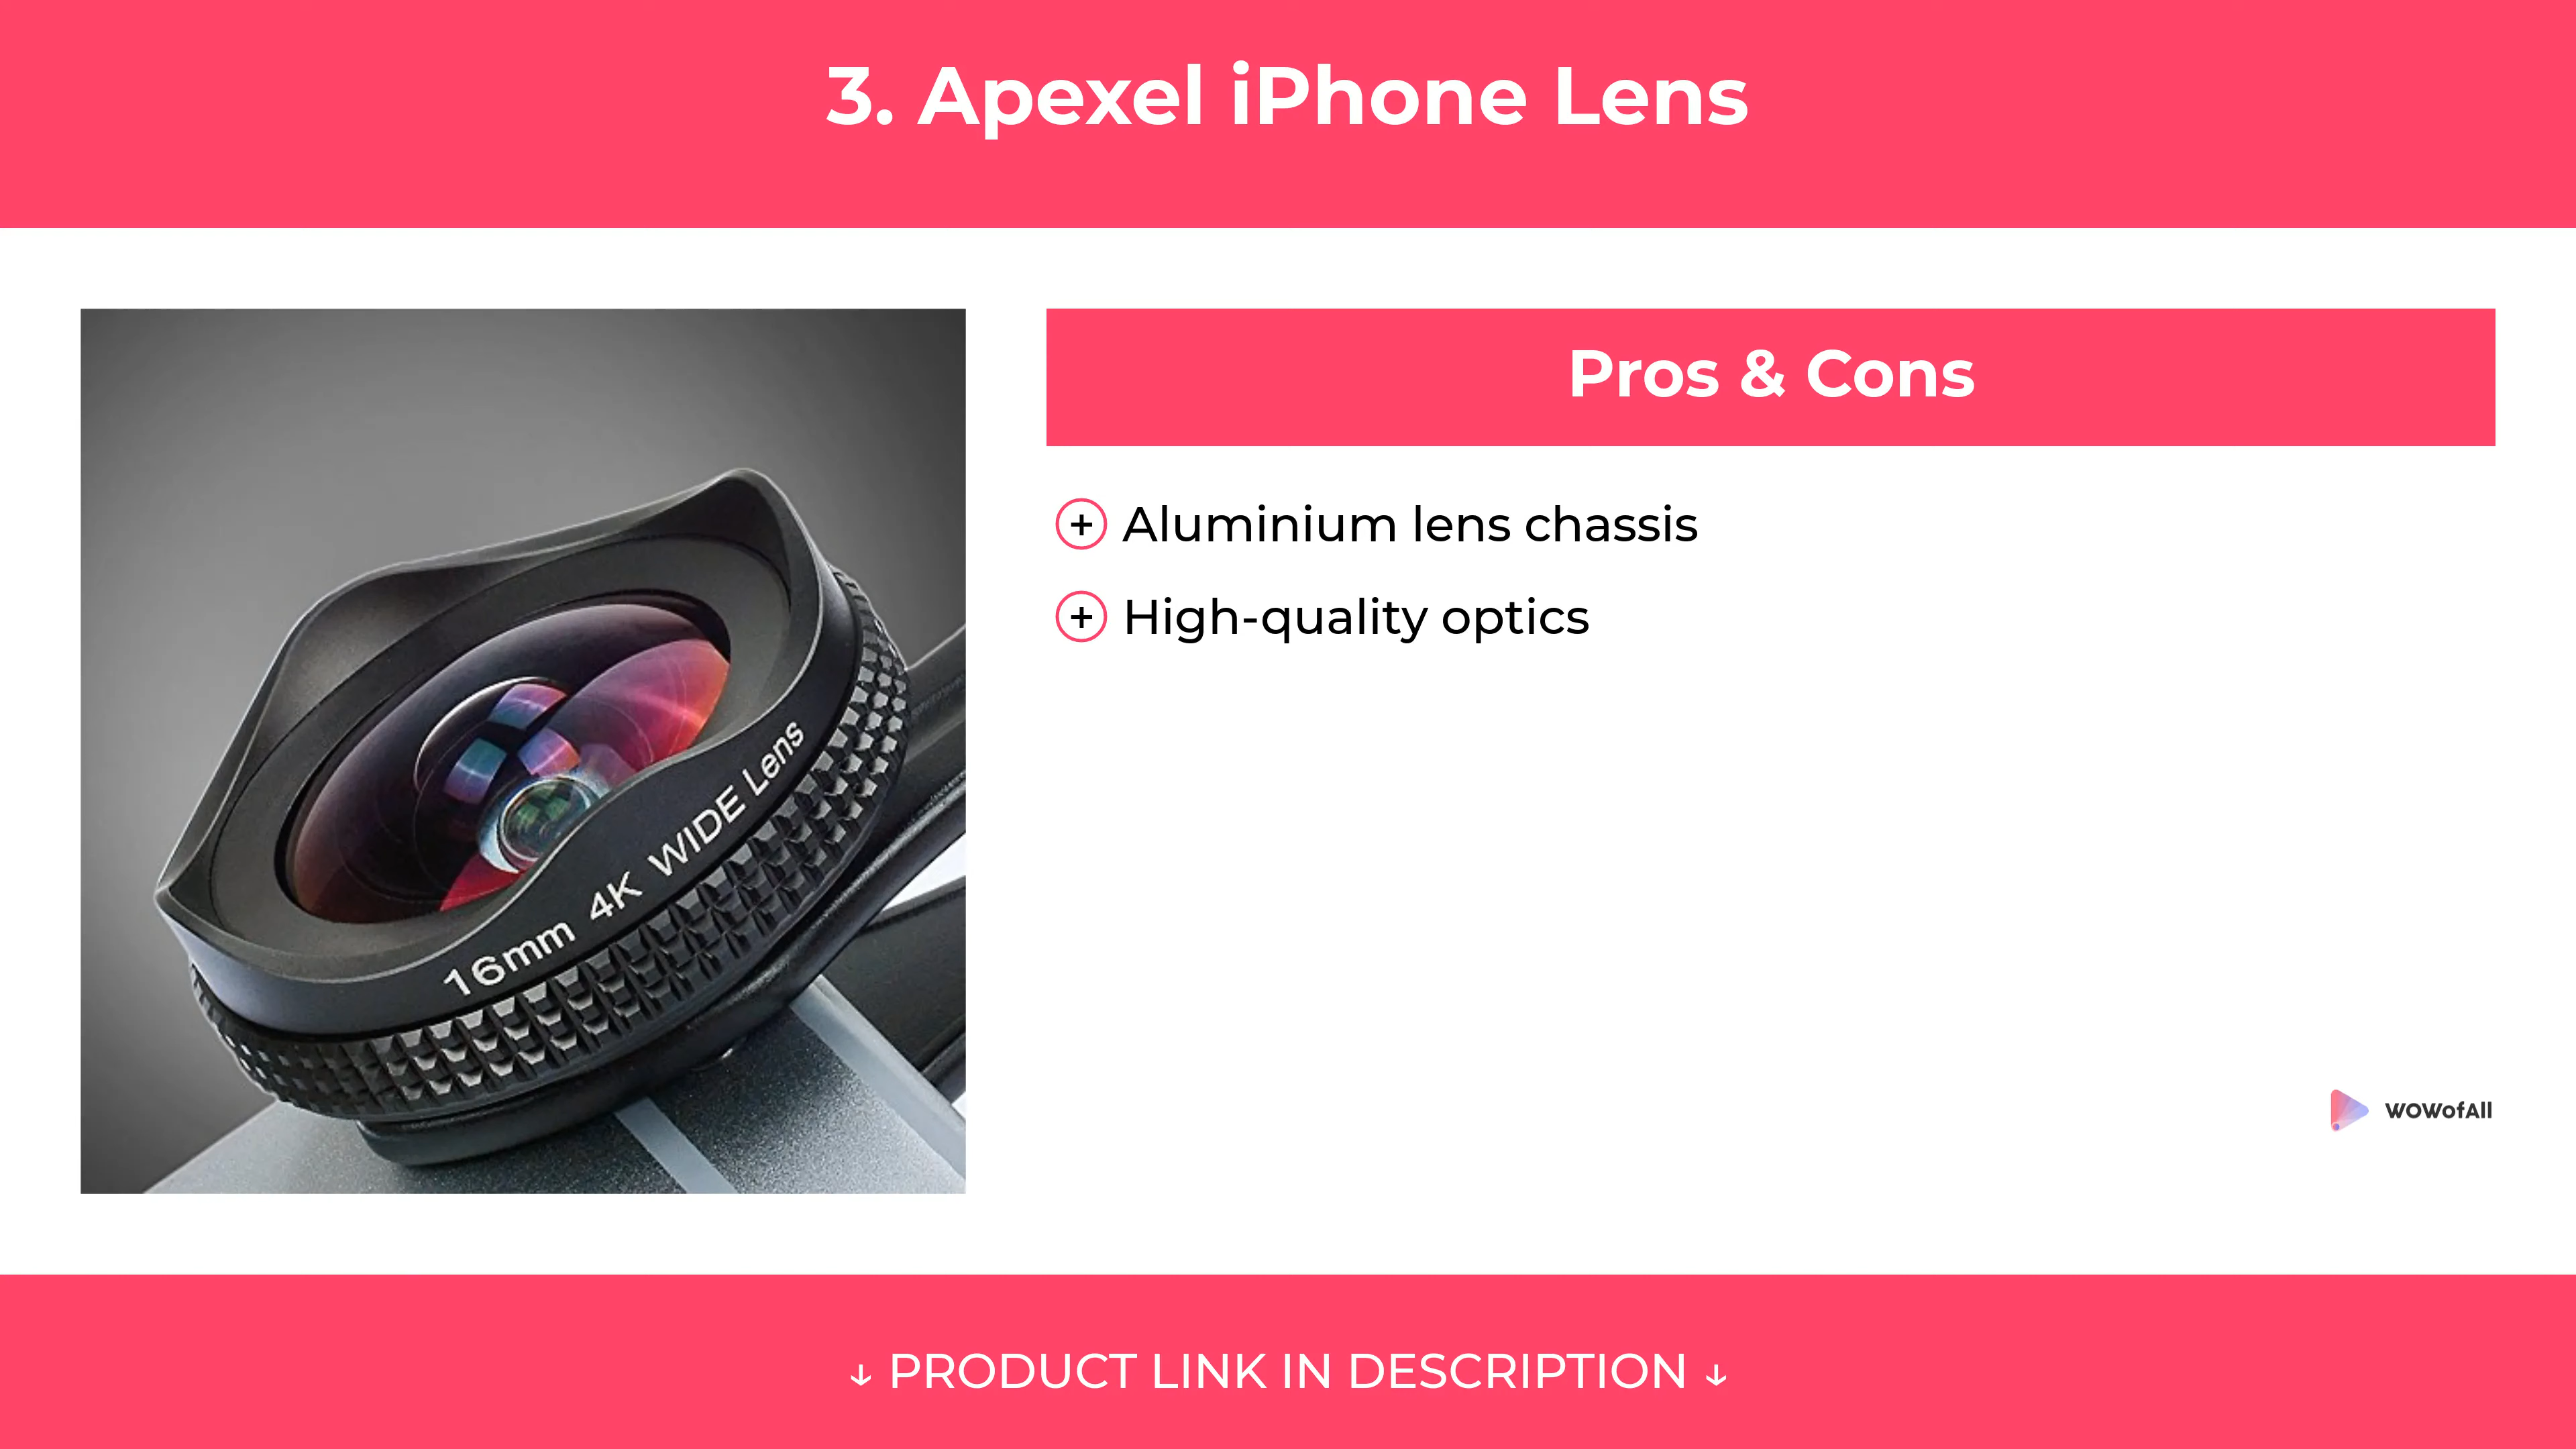 3. Apexel iPhone Lens
Pros & Cons
+ Aluminium lens chassis
+ High-quality optics
16mm 4K WIDE Lens
wowofAll
↓ PRODUCT LINK IN DESCRIPTION ↓